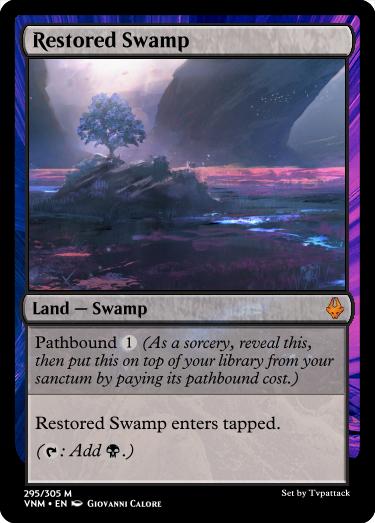 Restored Swamp
Land — Swamp
Pathbound 1 (As a sorcery, reveal this,
then put this on top of your library from your
sanctum by paying its pathbound cost.)
Restored Swamp enters tapped.
(: Add .)
295/305 M
VNM • EN Giovanni Calore
Set by Tvpattack